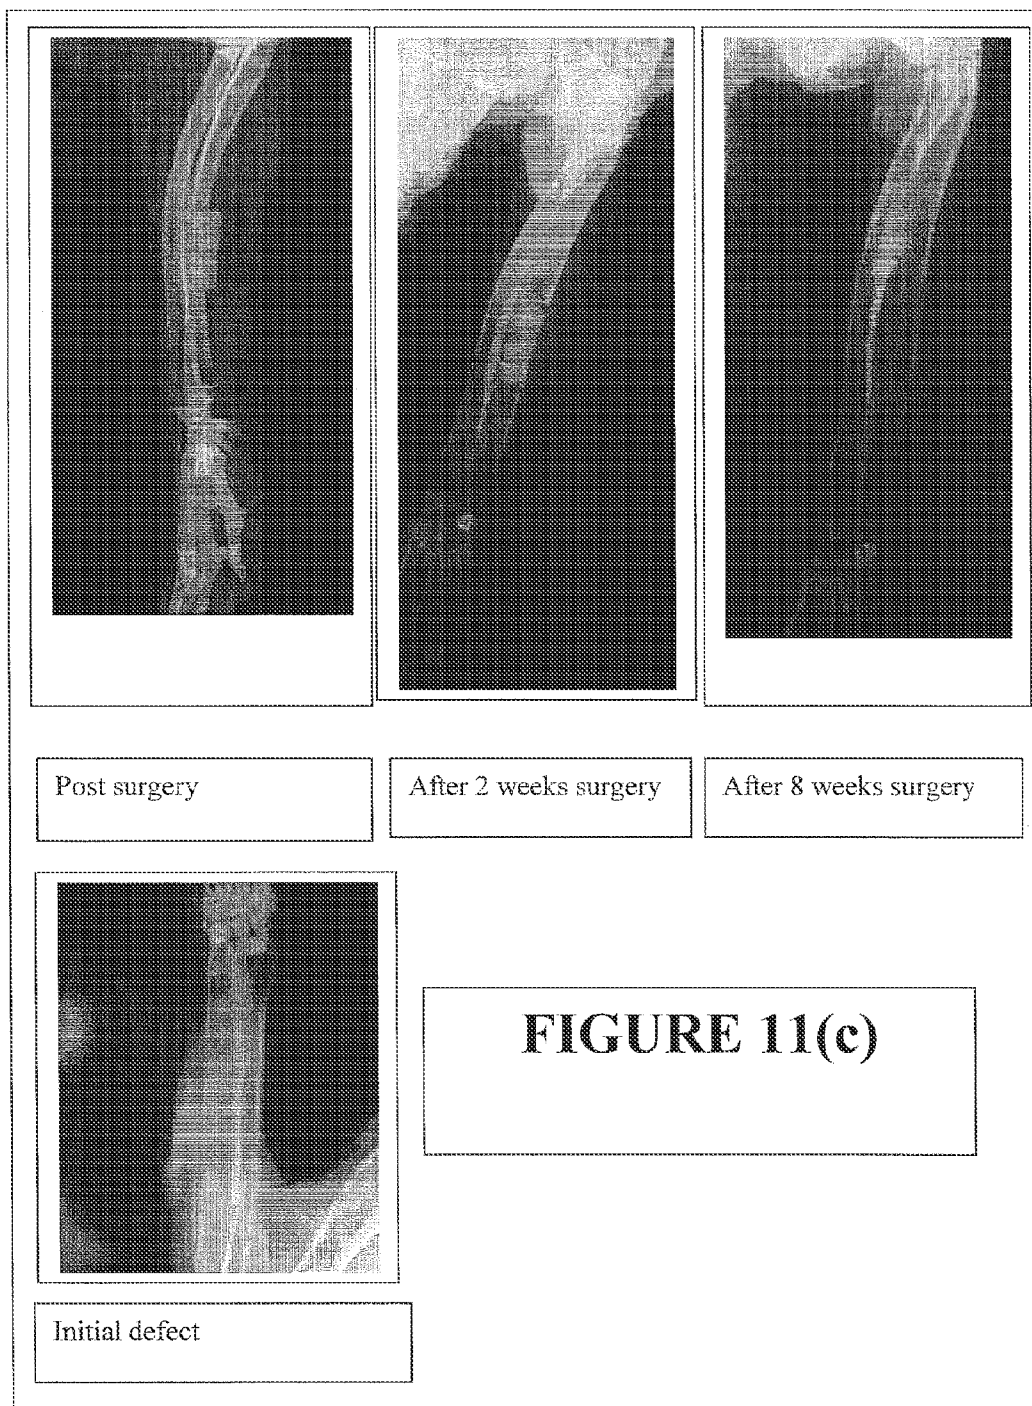 Post surgery
After 2 weeks surgery
After 8 weeks surgery
FIGURE 11(c)
Initial defect